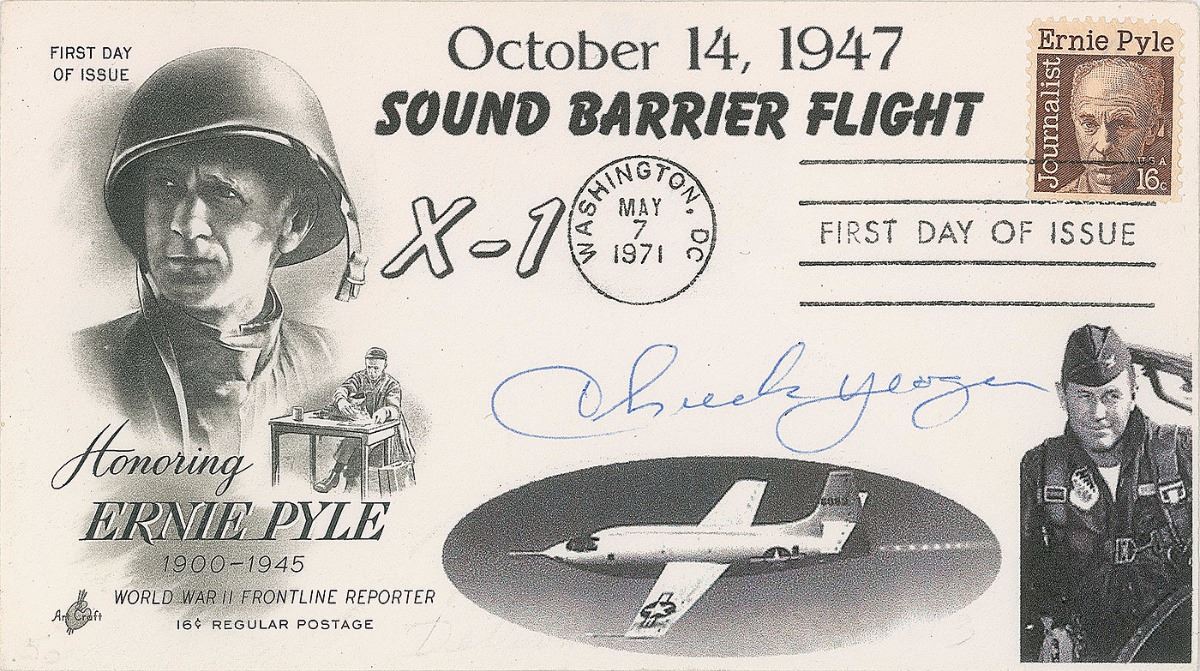 FIRST DAY
OF ISSUE
October 14, 1947
SOUND BARRIER FLIGHT
X-1
WASHINGTON, DC
MAY
7
1971
Ernie Pyle
Journalist
USA
16c
FIRST DAY OF ISSUE
Chuck Yeager
Honoring
ERNIE PYLE
1900-1945
WORLD WAR II FRONTLINE REPORTER
16¢ REGULAR POSTAGE
Art Craft